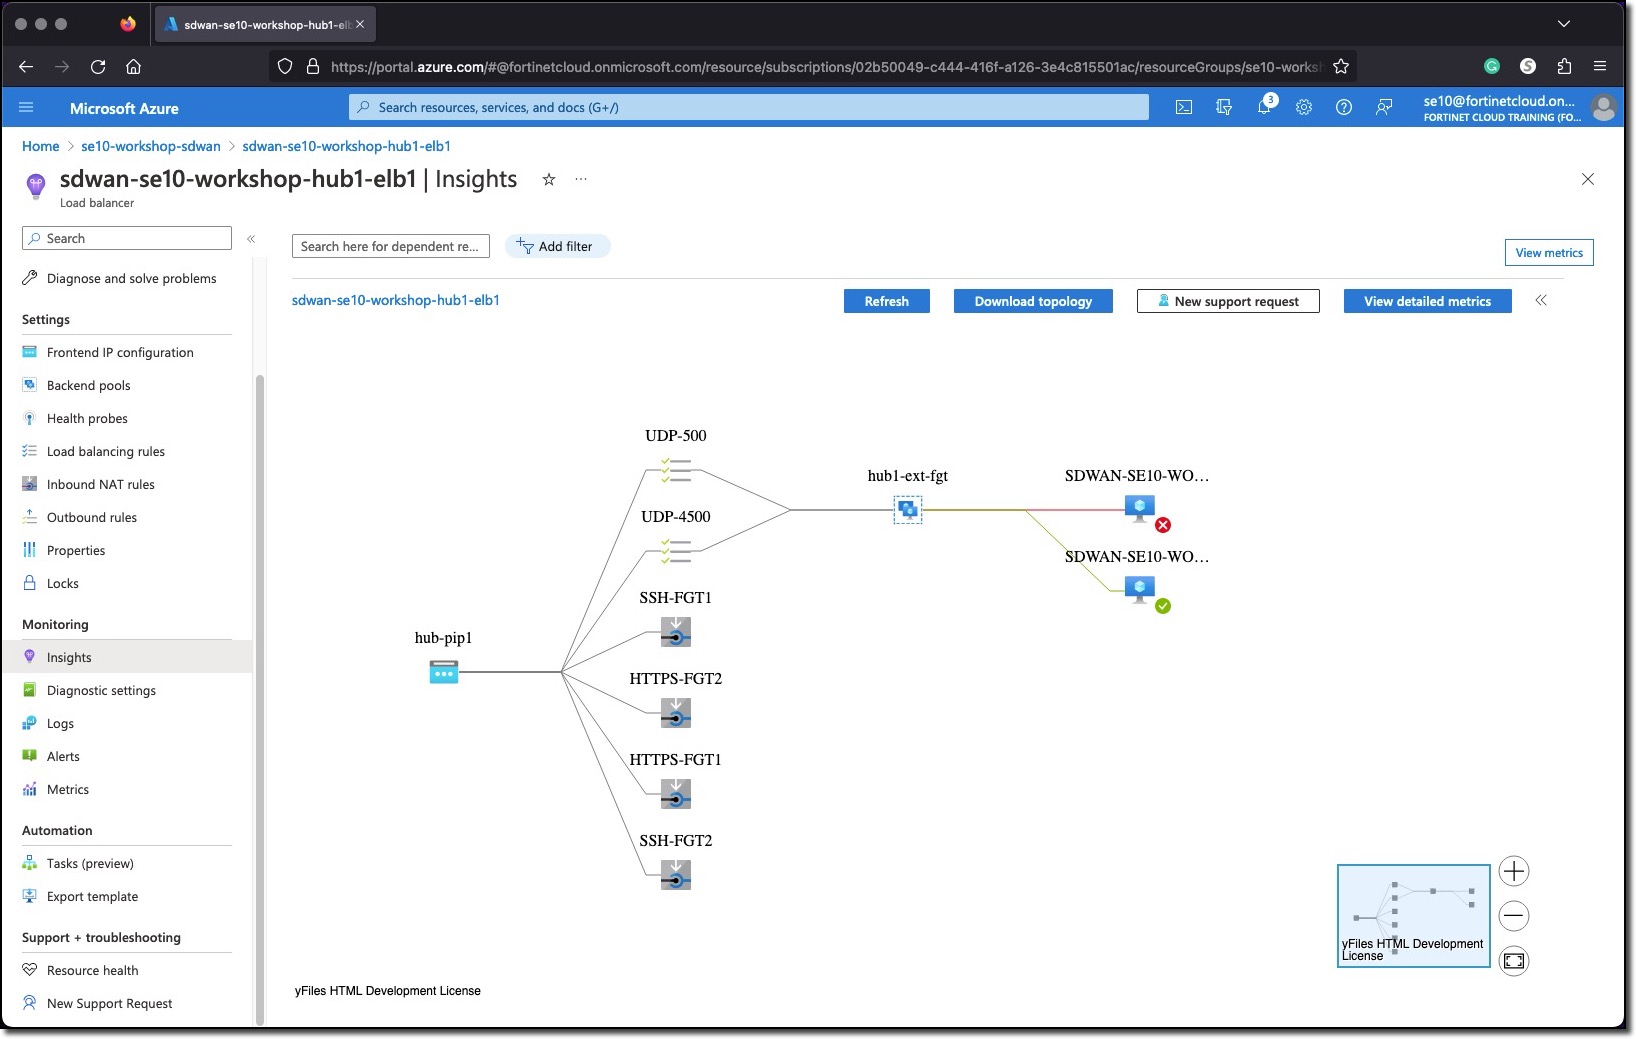 sdwan-se10-workshop-hub1-elb
https://portal.azure.com/#@fortinetcloud.onmicrosoft.com/resource/subscriptions/02b50049-c444-416f-a126-3e4c815501ac/resourceGroups/se10-worksh
Microsoft Azure
Search resources, services, and docs (G+/)
3
se10@fortinetcloud.on...
FORTINET CLOUD TRAINING (FO...
Home > se10-workshop-sdwan > sdwan-se10-workshop-hub1-elb1
sdwan-se10-workshop-hub1-elb1 | Insights
Load balancer
Search
Diagnose and solve problems
Settings
Frontend IP configuration
Backend pools
Health probes
Load balancing rules
Inbound NAT rules
Outbound rules
Properties
Locks
Monitoring
Insights
Diagnostic settings
Logs
Alerts
Metrics
Automation
Tasks (preview)
Export template
Support + troubleshooting
Resource health
New Support Request
Search here for dependent re...
Add filter
View metrics
sdwan-se10-workshop-hub1-elb1
Refresh
Download topology
New support request
View detailed metrics
hub-pip1
UDP-500
UDP-4500
SSH-FGT1
HTTPS-FGT2
HTTPS-FGT1
SSH-FGT2
hub1-ext-fgt
SDWAN-SE10-WO...
SDWAN-SE10-WO...
yFiles HTML Development
License
yFiles HTML Development License